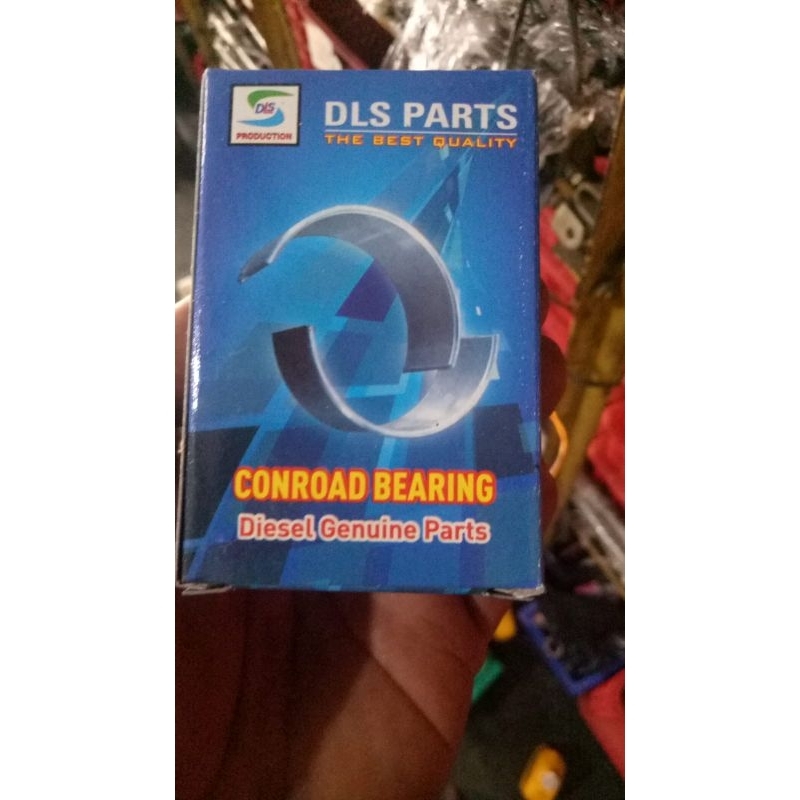 DLS
PRODUCTION
DLS PARTS
THE BEST QUALITY
CONROAD BEARING
Diesel Genuine Parts